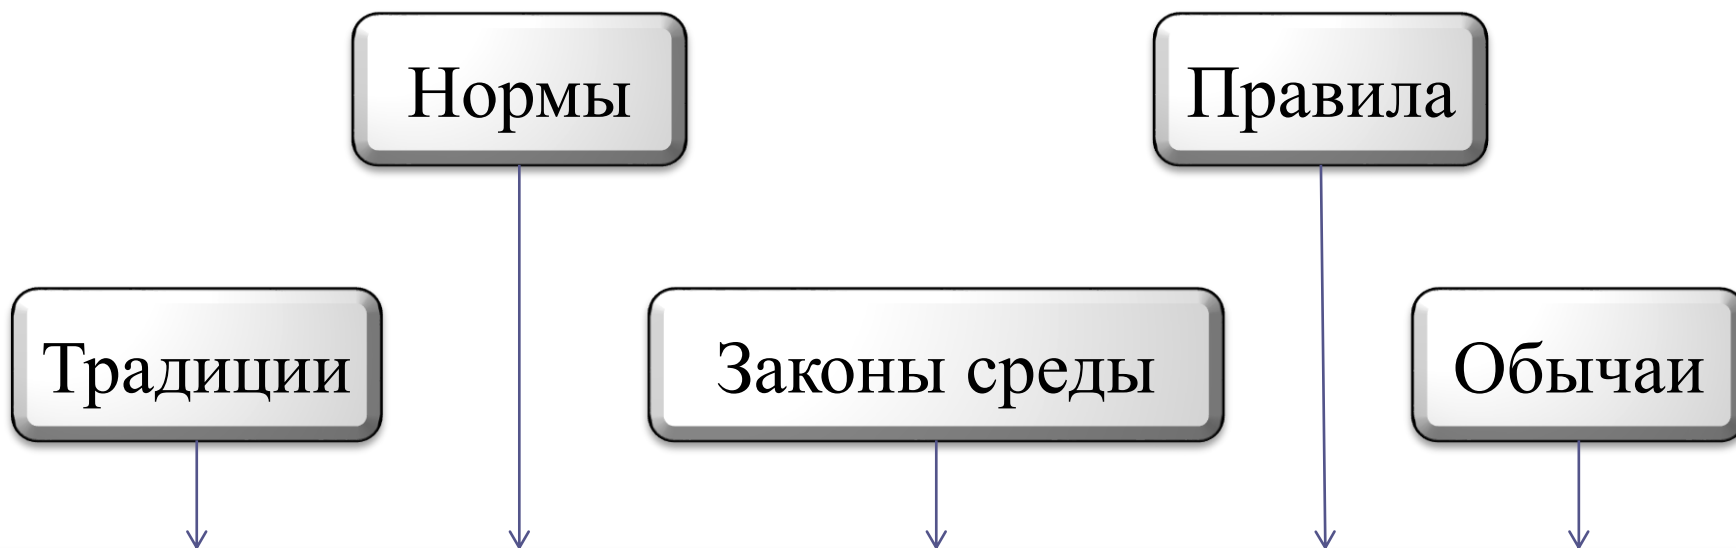 Нормы
Правила
Традиции
Законы среды
Обычаи